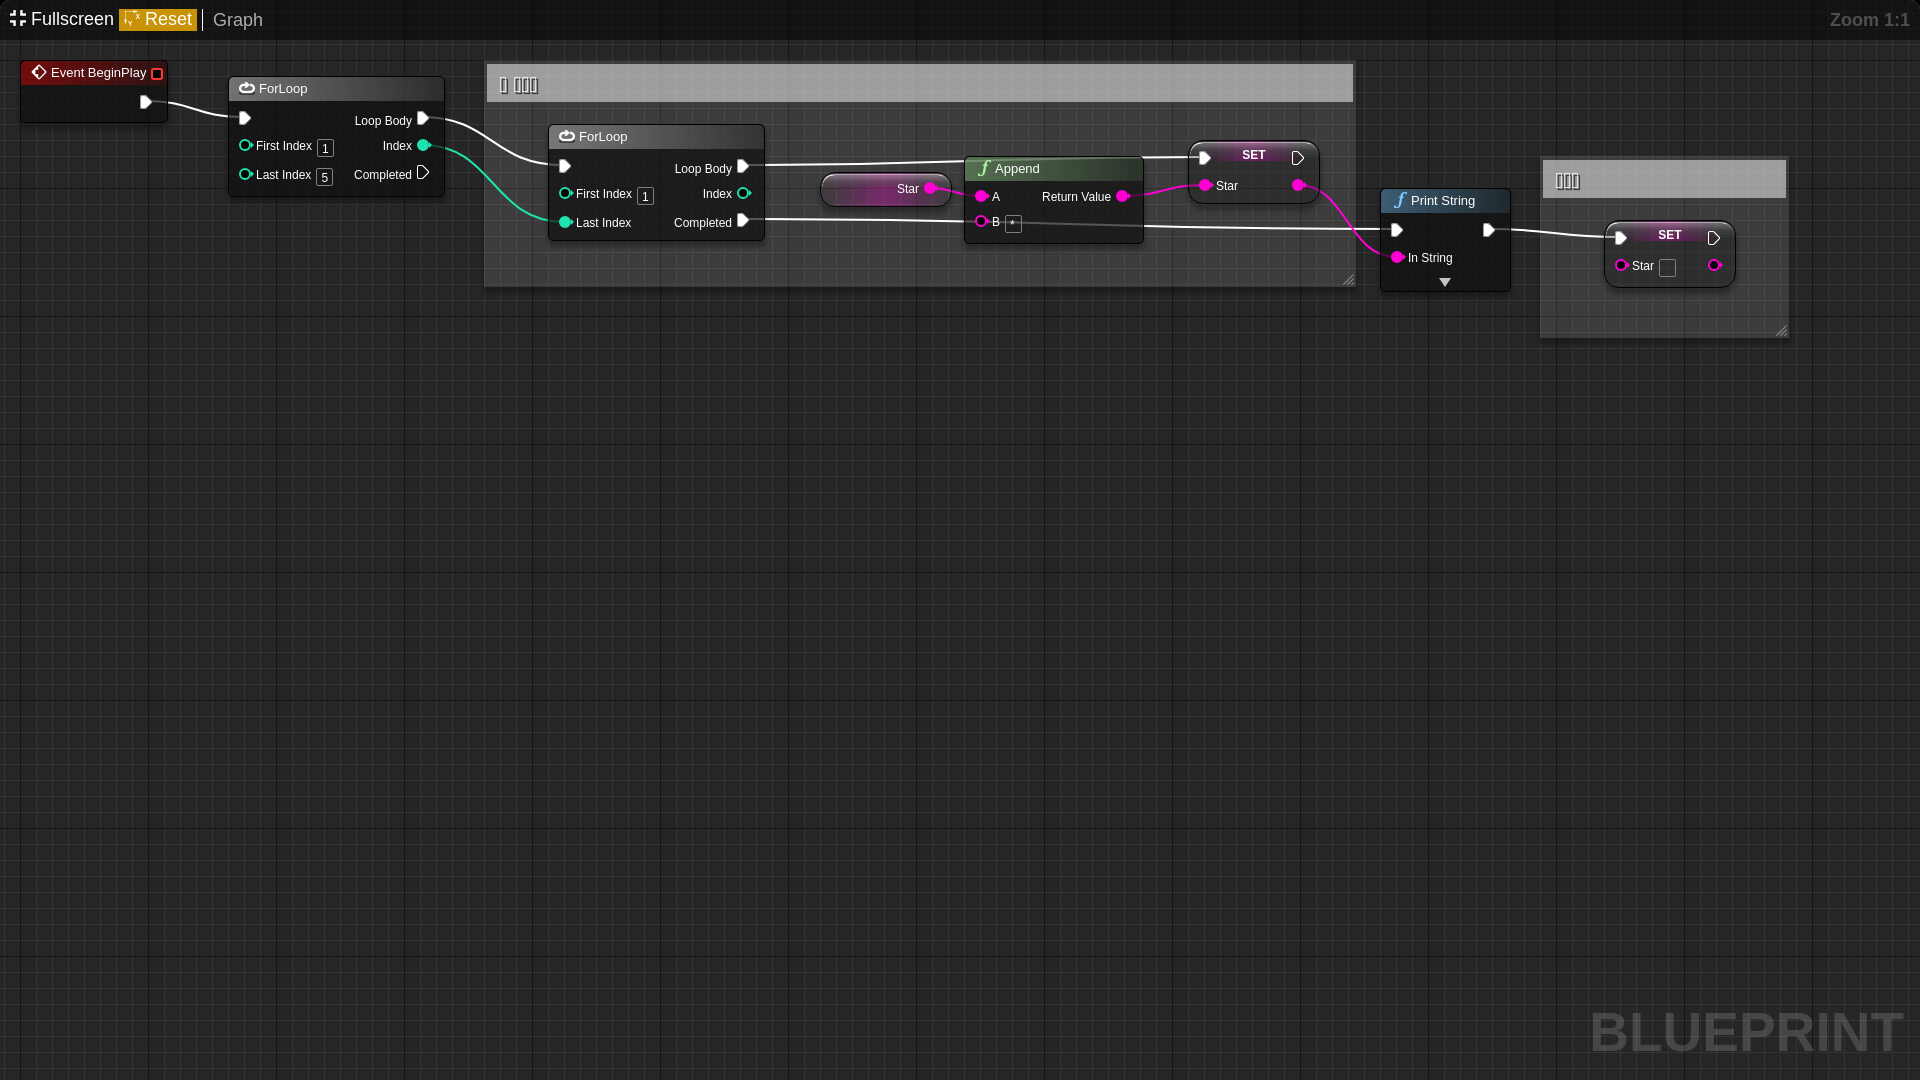 Fullscreen Reset Graph Zoom 1:1
Event BeginPlay
ForLoop
Loop Body
First Index 1 Index
Last Index 5 Completed
ForLoop
Loop Body
First Index 1 Index
Last Index Completed
Star
Append
A Return Value
B *
SET
Star
Print String
In String
SET
Star
BLUEPRINT